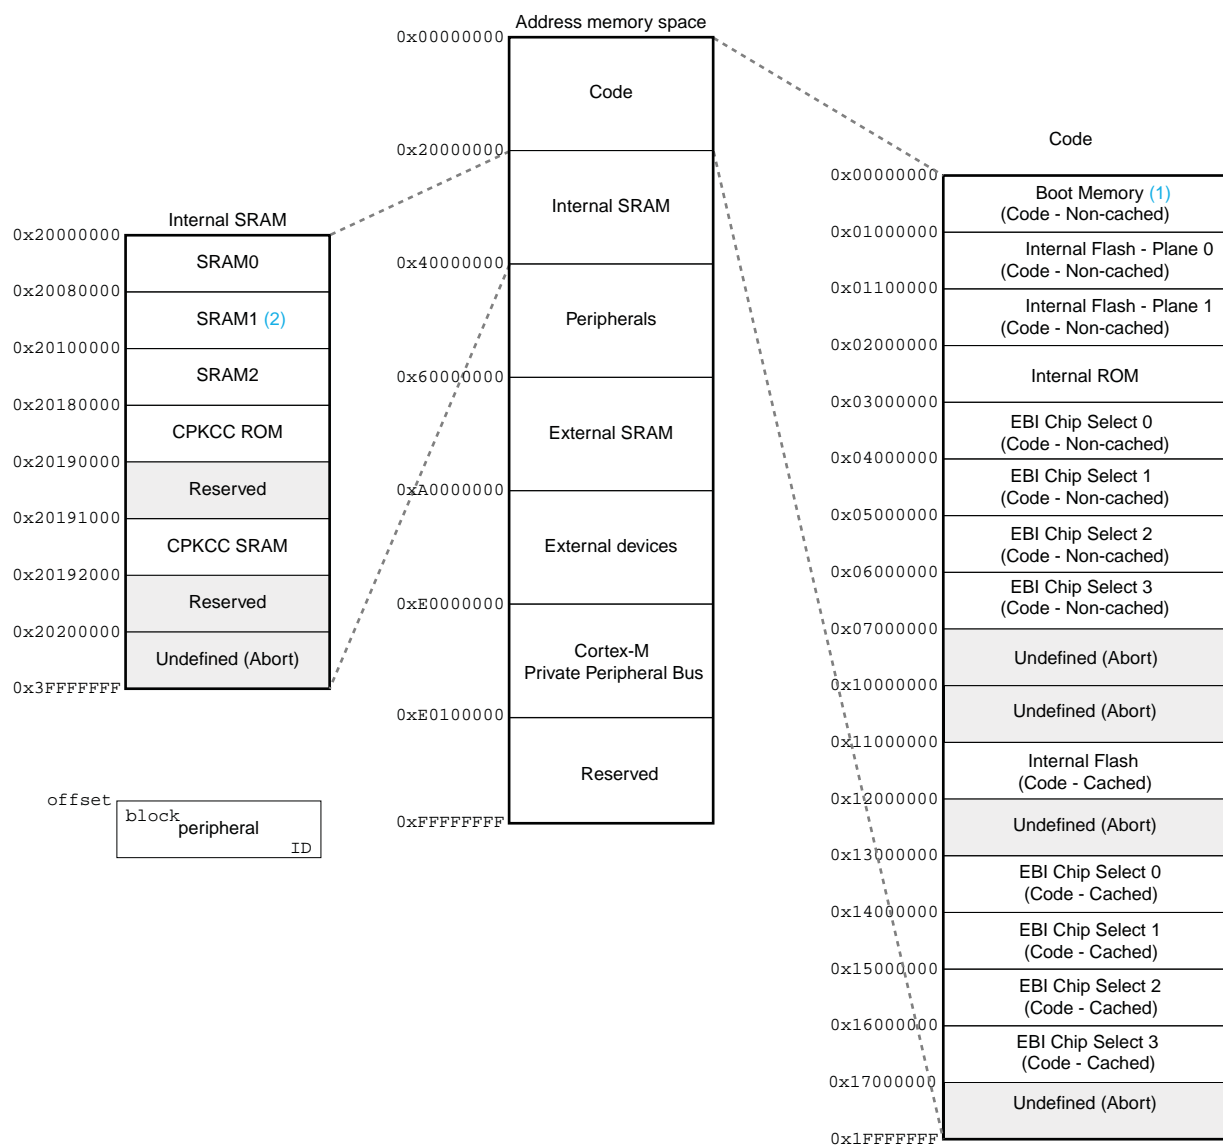 Address memory space
0x00000000
Code
0x20000000
Internal SRAM
0x40000000
Peripherals
0x60000000
External SRAM
0xA0000000
External devices
0xE0000000
Cortex-M
Private Peripheral Bus
0xE0100000
Reserved
0xFFFFFFFF
Internal SRAM
0x20000000
SRAM0
0x20080000
SRAM1 (2)
0x20100000
SRAM2
0x20180000
CPKCC ROM
0x20190000
Reserved
0x20191000
CPKCC SRAM
0x20192000
Reserved
0x20200000
Undefined (Abort)
0x3FFFFFFF
offset
block
peripheral
ID
Code
0x00000000
Boot Memory (1)
(Code - Non-cached)
0x01000000
Internal Flash - Plane 0
(Code - Non-cached)
0x01100000
Internal Flash - Plane 1
(Code - Non-cached)
0x02000000
Internal ROM
0x03000000
EBI Chip Select 0
(Code - Non-cached)
0x04000000
EBI Chip Select 1
(Code - Non-cached)
0x05000000
EBI Chip Select 2
(Code - Non-cached)
0x06000000
EBI Chip Select 3
(Code - Non-cached)
0x07000000
Undefined (Abort)
0x10000000
Undefined (Abort)
0x11000000
Internal Flash
(Code - Cached)
0x12000000
Undefined (Abort)
0x13000000
EBI Chip Select 0
(Code - Cached)
0x14000000
EBI Chip Select 1
(Code - Cached)
0x15000000
EBI Chip Select 2
(Code - Cached)
0x16000000
EBI Chip Select 3
(Code - Cached)
0x17000000
Undefined (Abort)
0x1FFFFFFF